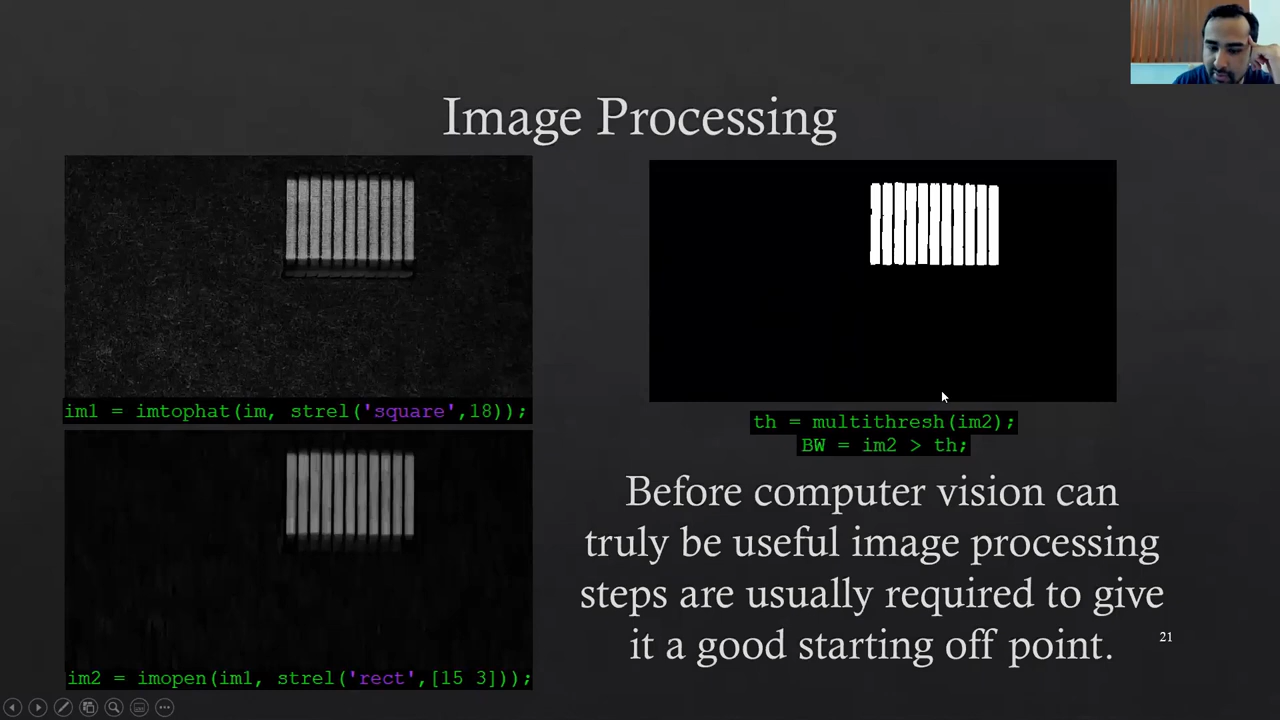 Image Processing
im1 = imtophat(im, strel('square',18));
im2 = imopen(im1, strel('rect',[15 3]));
th = multithresh(im2);
BW = im2 > th;
Before computer vision can
truly be useful image processing
steps are usually required to give
it a good starting off point.
21